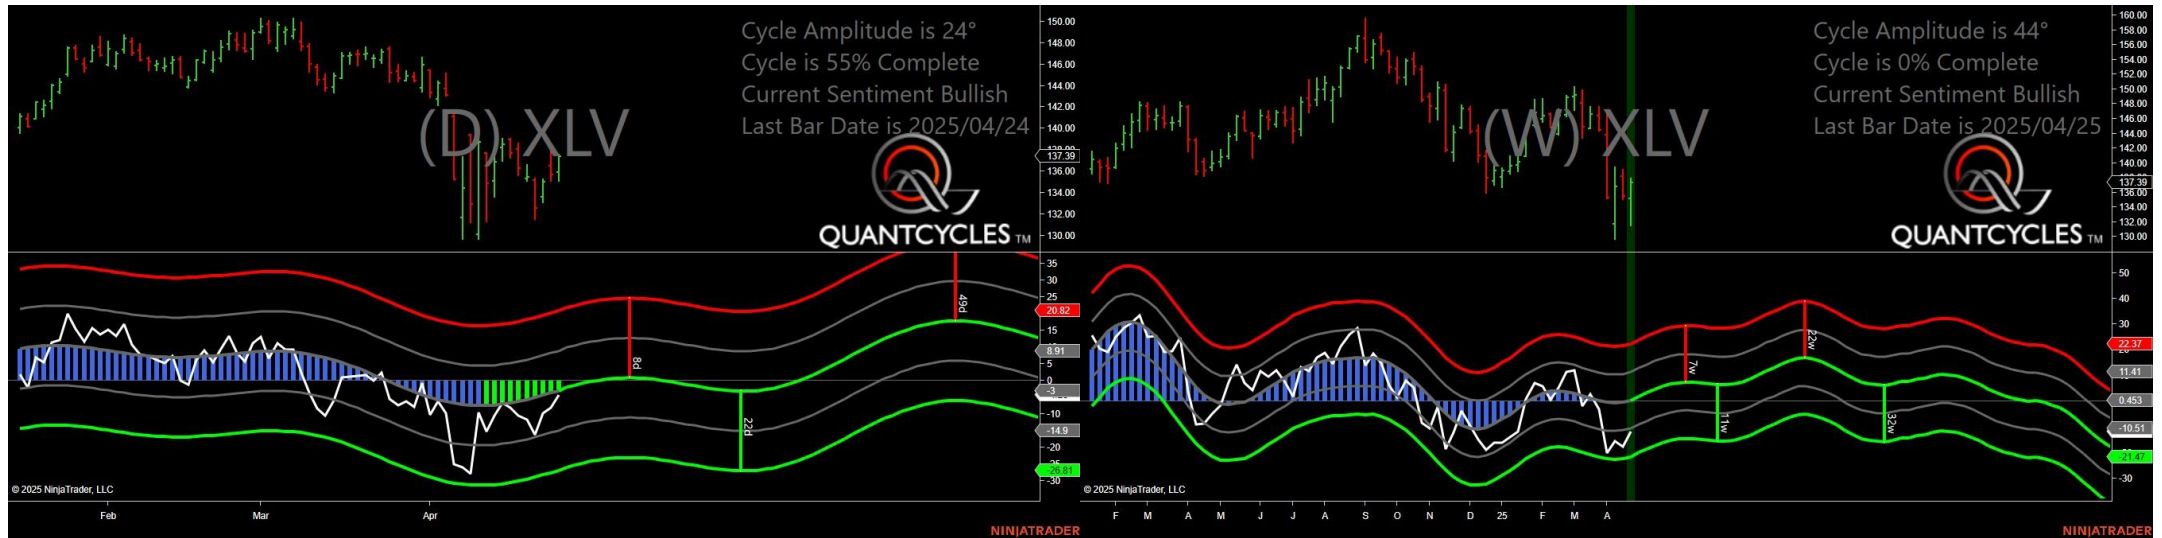 Cycle Amplitude is 24°
Cycle is 55% Complete
Current Sentiment Bullish
Last Bar Date is 2025/04/24
(D) XLV
QUANTCYCLES TM
150.00
148.00
146.00
144.00
142.00
140.00
137.39
136.00
134.00
132.00
130.00
35
30
25
20.82
15
8.91
5
0
-3
-10
-14.9
-20
-26.81
-30
8d
22d
49d
© 2025 NinjaTrader, LLC
Feb
Mar
Apr
NINJATRADER
Cycle Amplitude is 44°
Cycle is 0% Complete
Current Sentiment Bullish
Last Bar Date is 2025/04/25
(W) XLV
QUANTCYCLES TM
160.00
158.00
156.00
154.00
152.00
150.00
148.00
146.00
144.00
142.00
140.00
137.39
136.00
134.00
132.00
130.00
50
40
30
22.37
11.41
0.453
-10.51
-21.47
-30
7w
11w
22w
32w
© 2025 NinjaTrader, LLC
F
M
A
M
J
J
A
S
O
N
D
25
F
M
A
NINJATRADER